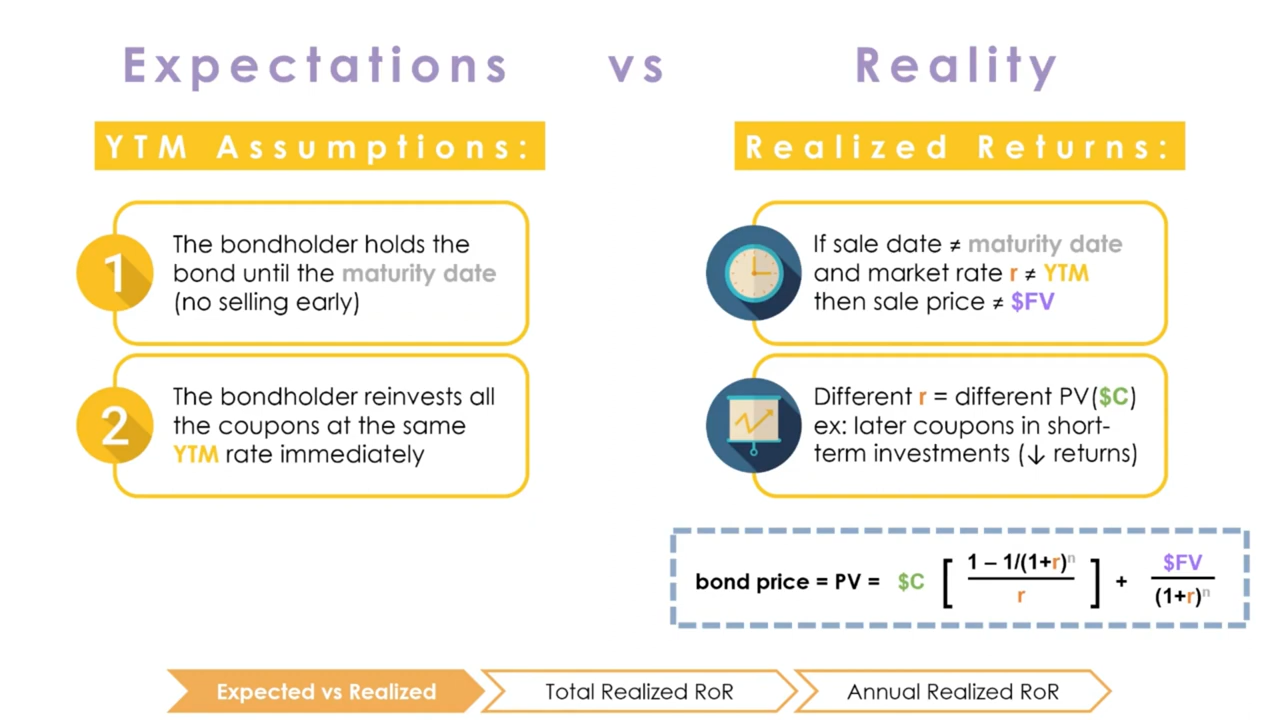 Expectations vs Reality
YTM Assumptions:
1
The bondholder holds the
bond until the maturity date
(no selling early)
2
The bondholder reinvests all
the coupons at the same
YTM rate immediately
Realized Returns:
If sale date ≠ maturity date
and market rate r ≠ YTM
then sale price ≠ $FV
Different r = different PV($C)
ex: later coupons in short-
term investments (↓ returns)
bond price = PV = $C [ (1 – 1/(1+r)ⁿ) / r ] + $FV / (1+r)ⁿ
Expected vs Realized
Total Realized RoR
Annual Realized RoR